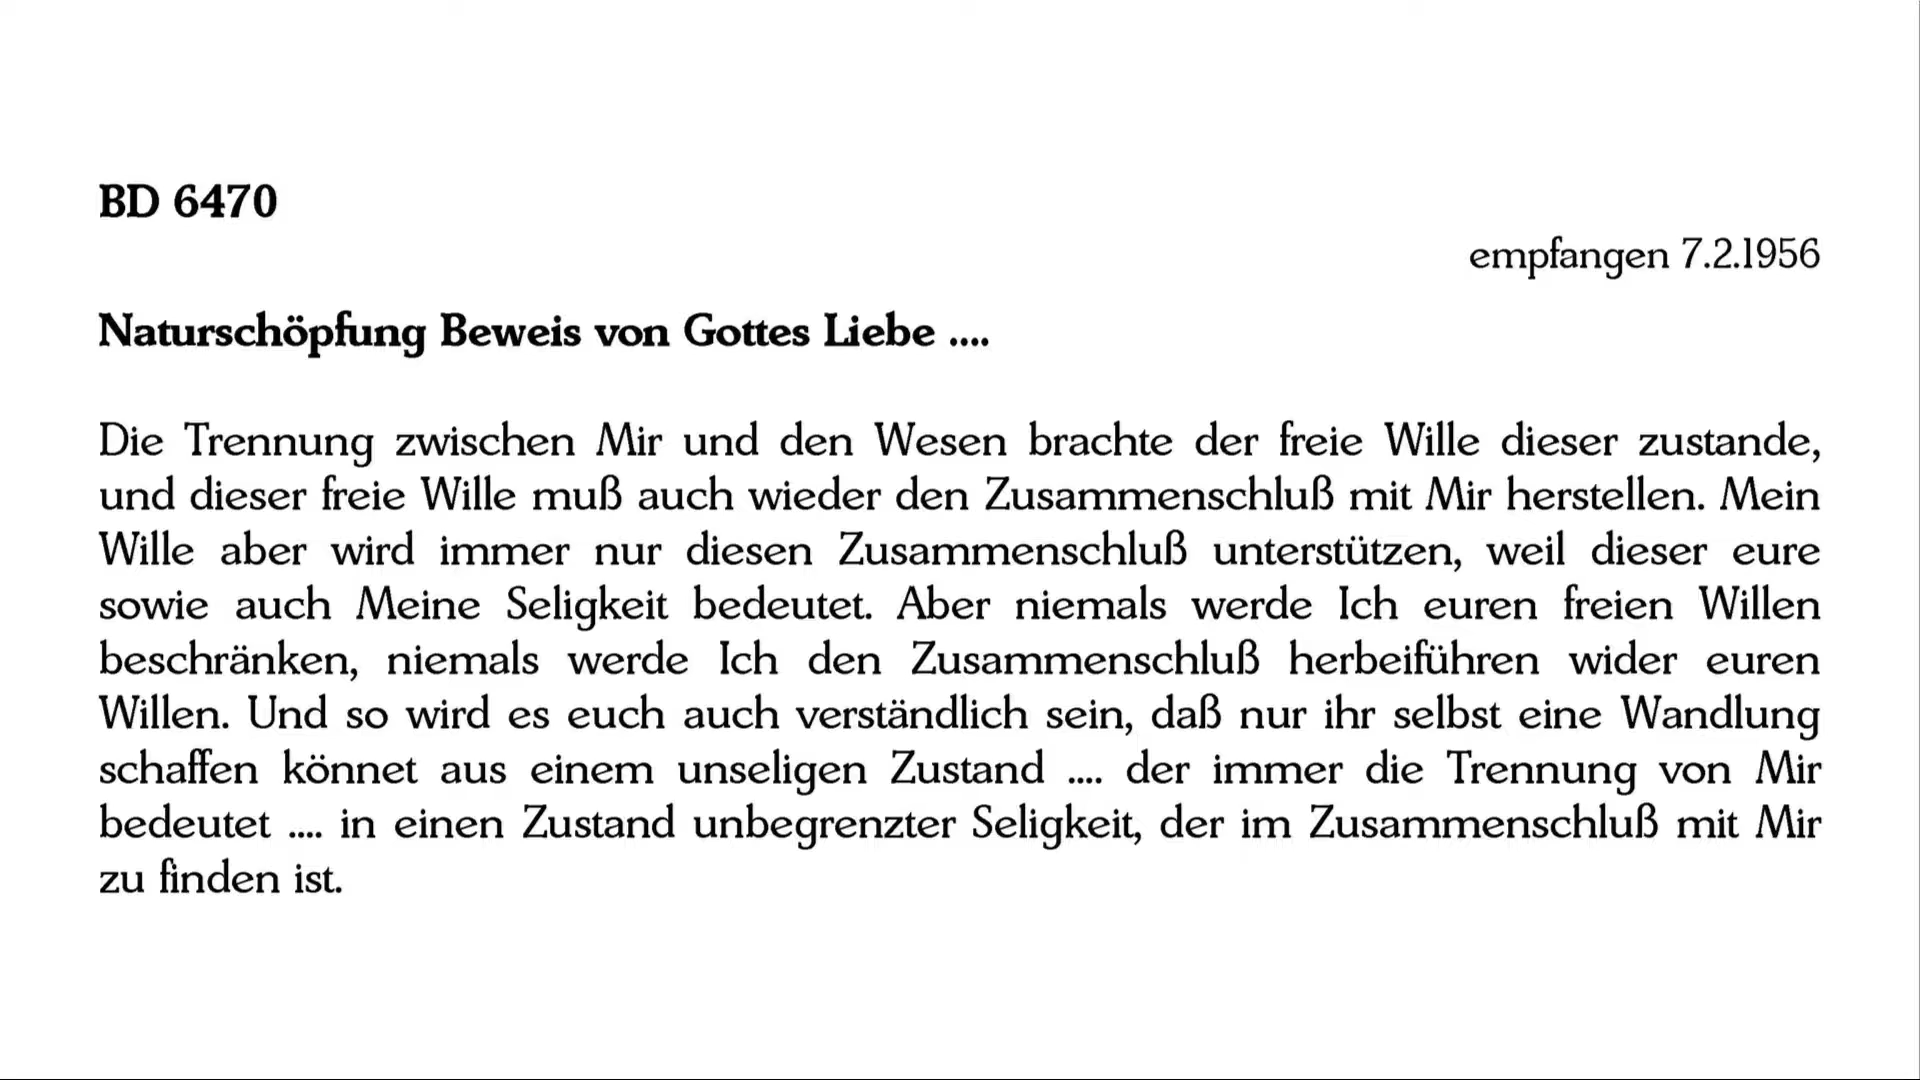 BD 6470
empfangen 7.2.1956
Naturschöpfung Beweis von Gottes Liebe ....
Die Trennung zwischen Mir und den Wesen brachte der freie Wille dieser zustande,
und dieser freie Wille muß auch wieder den Zusammenschluß mit Mir herstellen. Mein
Wille aber wird immer nur diesen Zusammenschluß unterstützen, weil dieser eure
sowie auch Meine Seligkeit bedeutet. Aber niemals werde Ich euren freien Willen
beschränken, niemals werde Ich den Zusammenschluß herbeiführen wider euren
Willen. Und so wird es euch auch verständlich sein, daß nur ihr selbst eine Wandlung
schaffen könnet aus einem unseligen Zustand .... der immer die Trennung von Mir
bedeutet .... in einen Zustand unbegrenzter Seligkeit, der im Zusammenschluß mit Mir
zu finden ist.